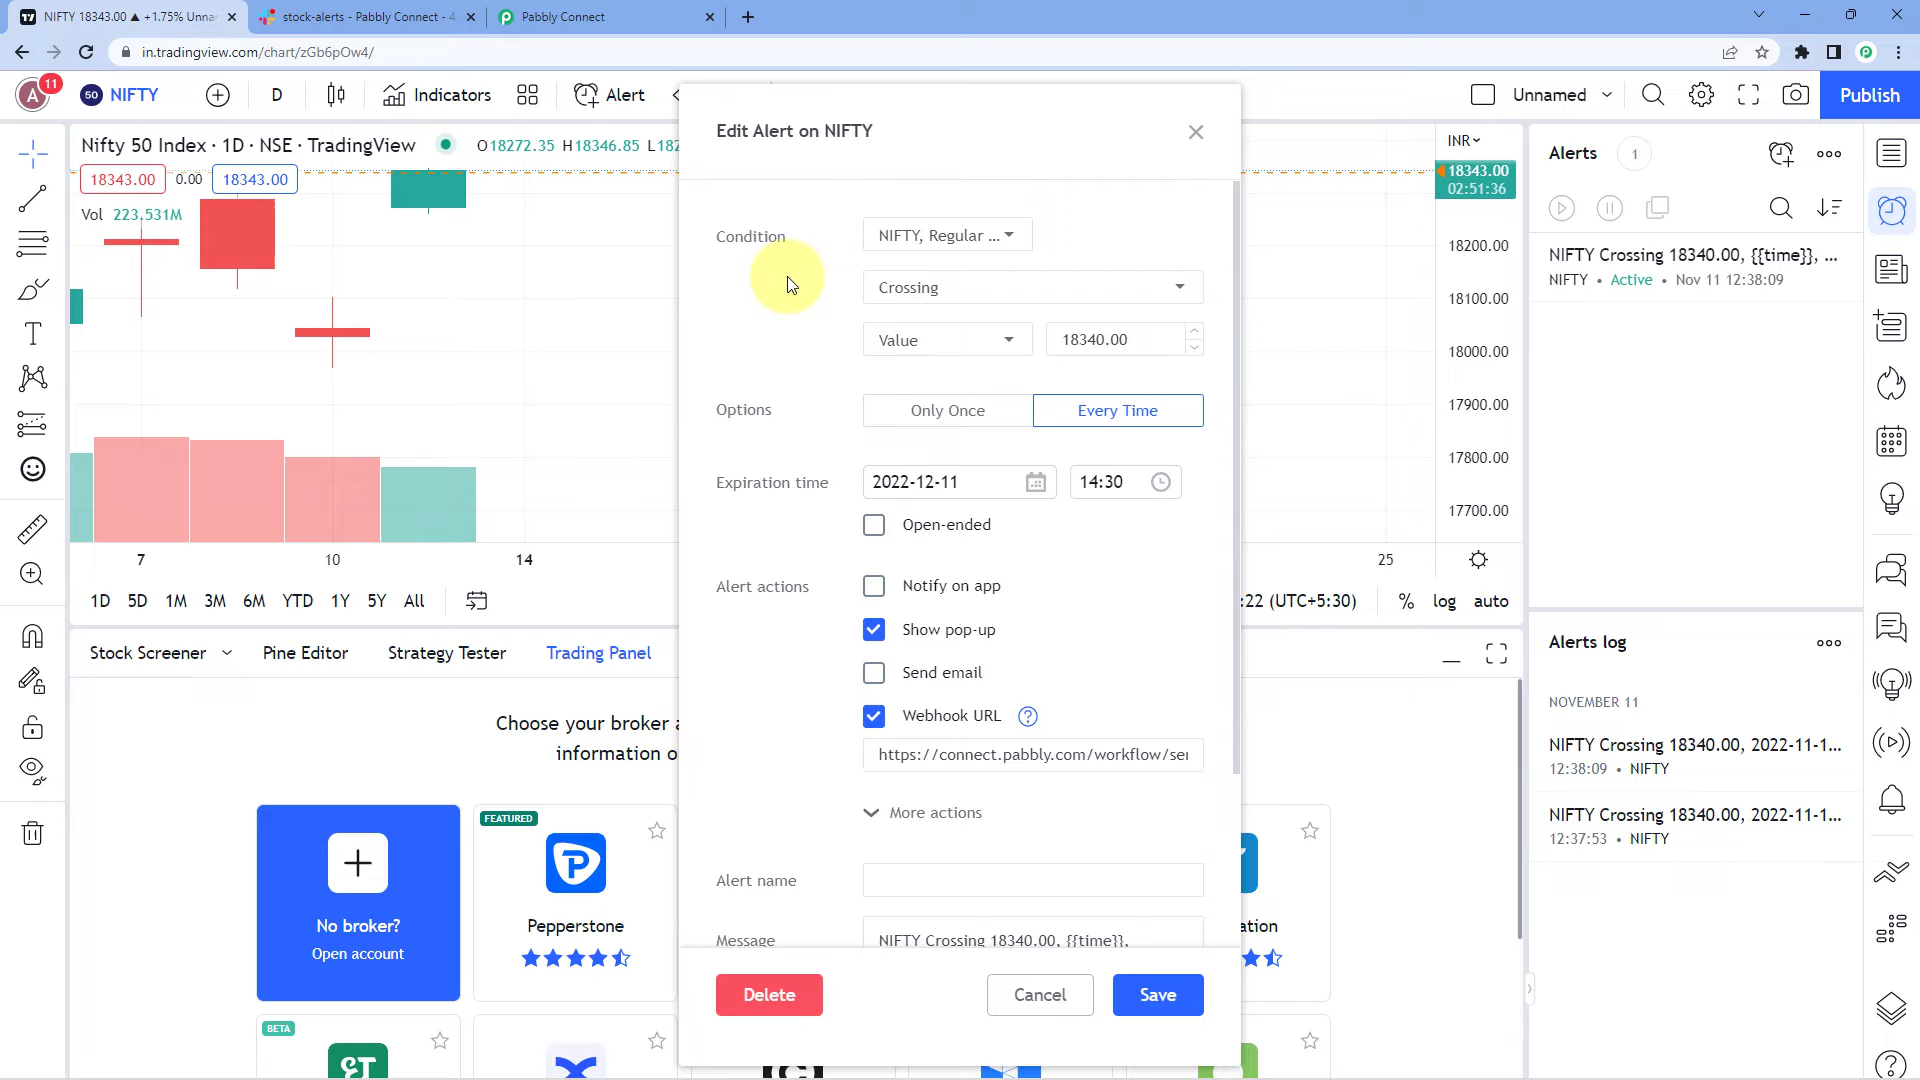 NIFTY 18343.00 ▲ +1.75% Unnar
stock-alerts - Pabbly Connect - 4
Pabbly Connect
in.tradingview.com/chart/zGb6pOw4/
A
11
50
NIFTY
D
Indicators
Alert
Unnamed
Publish
Nifty 50 Index · 1D · NSE · TradingView
O18272.35 H18346.85 L182
18343.00
0.00
18343.00
Vol 223.531M
INR
18343.00
02:51:36
18200.00
18100.00
18000.00
17900.00
17800.00
17700.00
7
10
14
25
1D 5D 1M 3M 6M YTD 1Y 5Y All
:22 (UTC+5:30)
% log auto
Stock Screener
Pine Editor
Strategy Tester
Trading Panel
Choose your broker
information o
No broker?
Open account
FEATURED
Pepperstone
BETA
ation
Edit Alert on NIFTY
Condition
NIFTY, Regular ...
Crossing
Value
18340.00
Options
Only Once
Every Time
Expiration time
2022-12-11
14:30
Open-ended
Alert actions
Notify on app
Show pop-up
Send email
Webhook URL
https://connect.pabbly.com/workflow/ser
More actions
Alert name
Message
NIFTY Crossing 18340.00, {{time}},
Delete
Cancel
Save
Alerts
1
NIFTY Crossing 18340.00, {{time}}, ...
NIFTY • Active • Nov 11 12:38:09
Alerts log
NOVEMBER 11
NIFTY Crossing 18340.00, 2022-11-1...
12:38:09 • NIFTY
NIFTY Crossing 18340.00, 2022-11-1...
12:37:53 • NIFTY